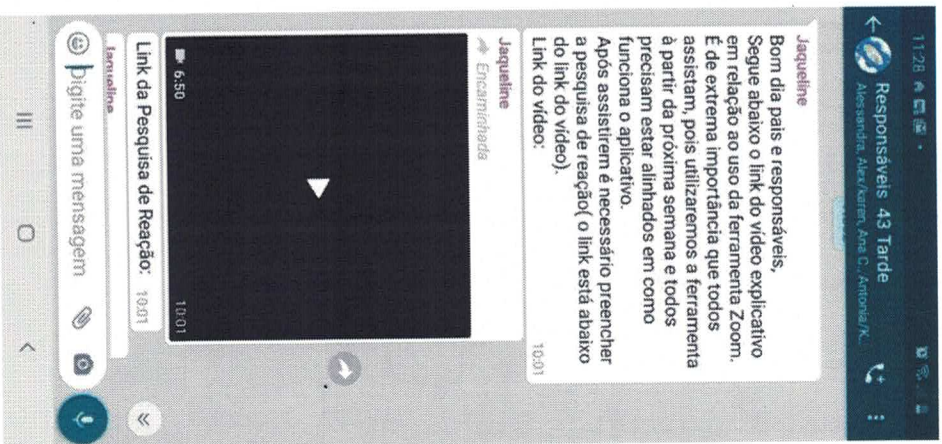 11:28
Responsáveis 43 Tarde
Alessandra, Alex/karen, Ana C., Antonia/K...
Jaqueline
Bom dia pais e responsáveis,
Segue abaixo o link do vídeo explicativo
em relação ao uso da ferramenta Zoom.
É de extrema importância que todos
assistam, pois utilizaremos a ferramenta
à partir da próxima semana e todos
precisam estar alinhados em como
funciona o aplicativo.
Após assistirem é necessário preencher
a pesquisa de reação( o link está abaixo
do link do vídeo).
Link do vídeo:
10:01
Jaqueline
Encaminhada
6:50
10:01
Link da Pesquisa de Reação: 10:01
Jaqueline
Digite uma mensagem